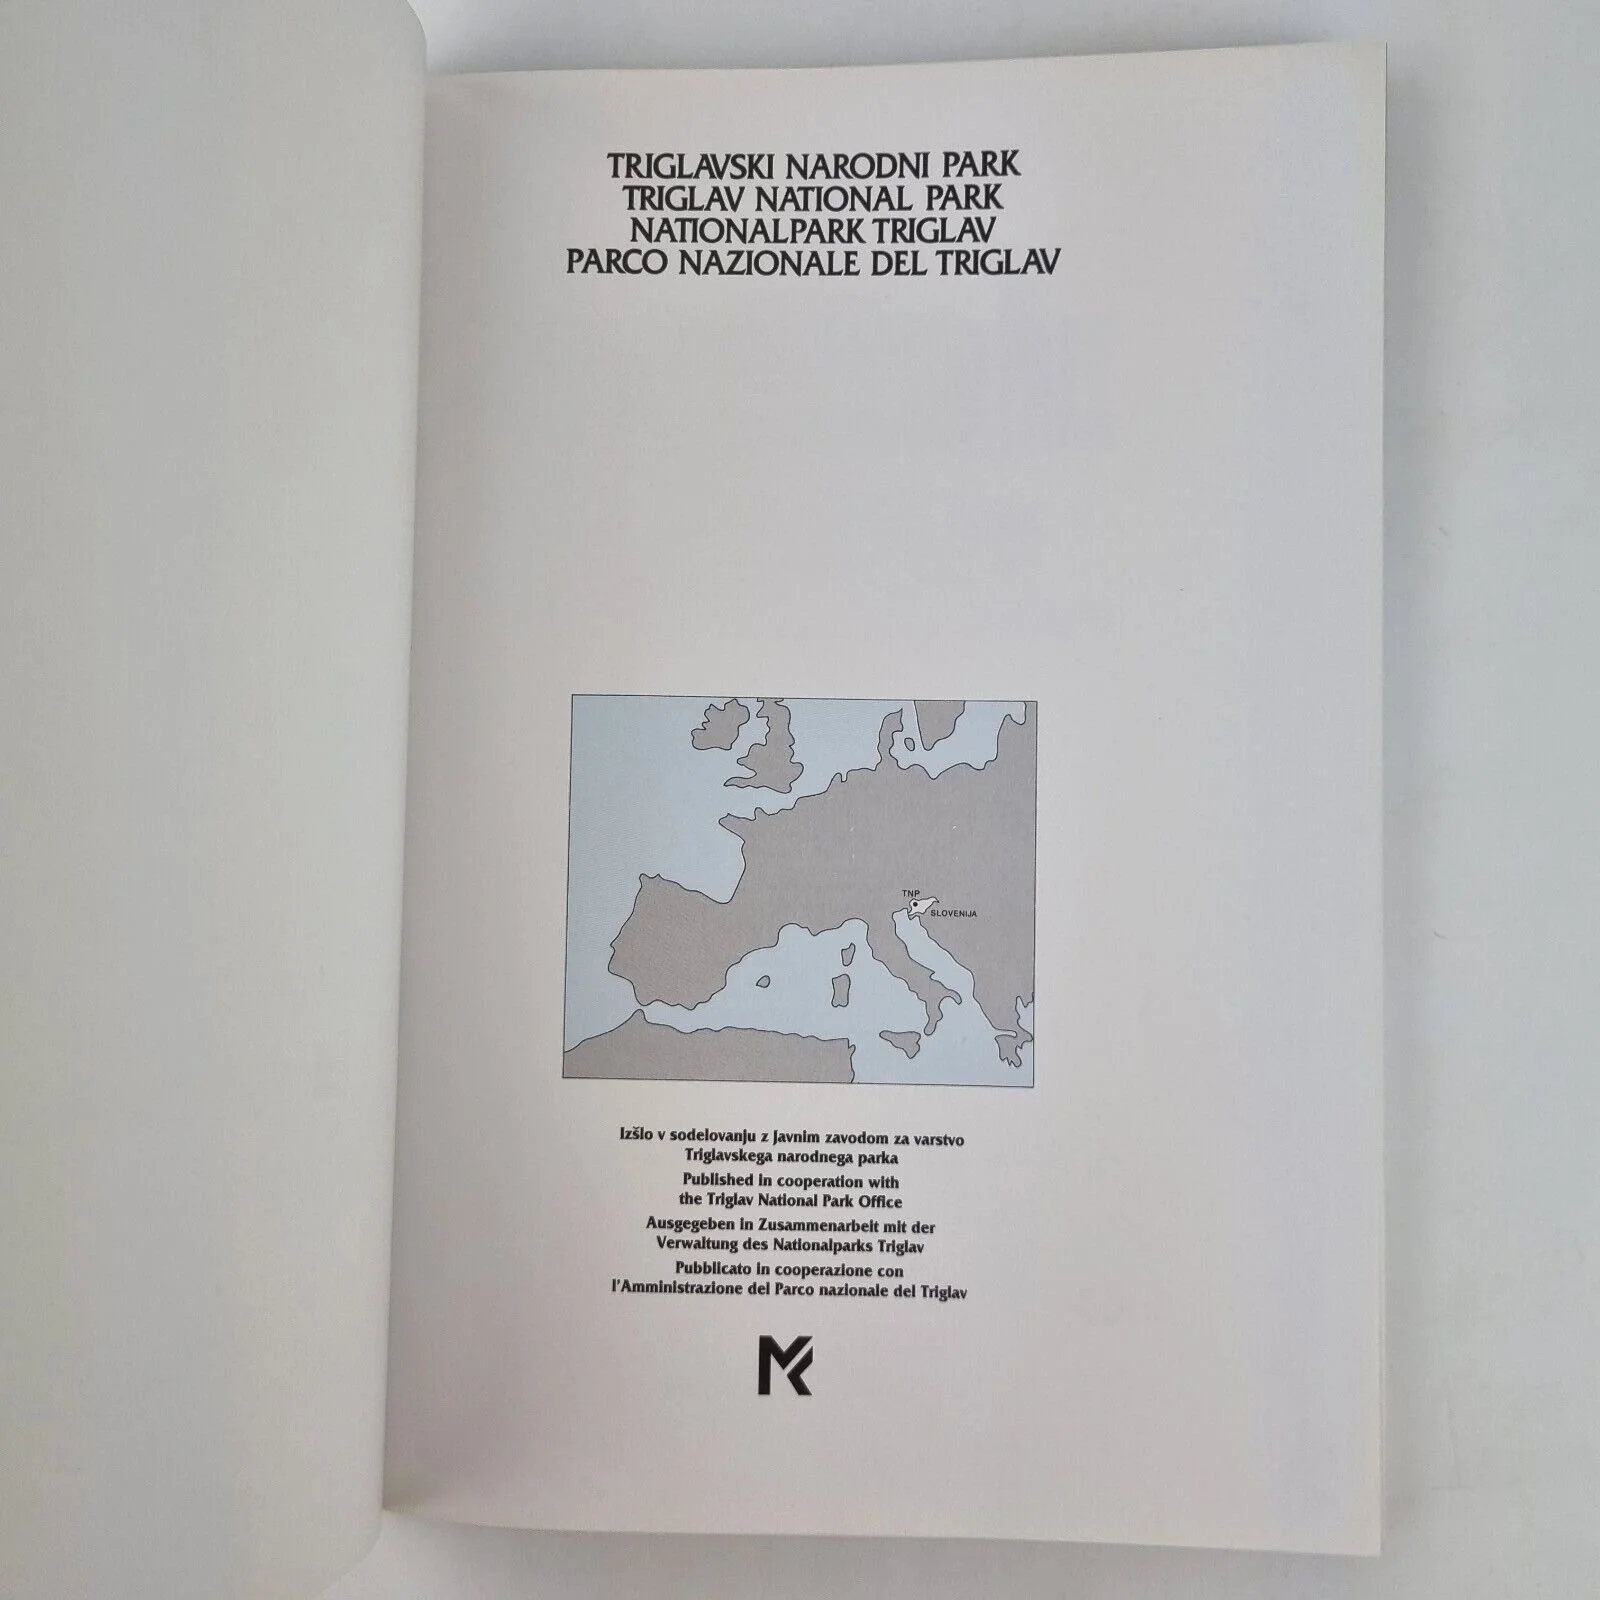 TRIGLAVSKI NARODNI PARK
TRIGLAV NATIONAL PARK
NATIONALPARK TRIGLAV
PARCO NAZIONALE DEL TRIGLAV
TNP
SLOVENIJA
Izšlo v sodelovanju z Javnim zavodom za varstvo
Triglavskega narodnega parka
Published in cooperation with
the Triglav National Park Office
Ausgegeben in Zusammenarbeit mit der
Verwaltung des Nationalparks Triglav
Pubblicato in cooperazione con
l'Amministrazione del Parco nazionale del Triglav
MK